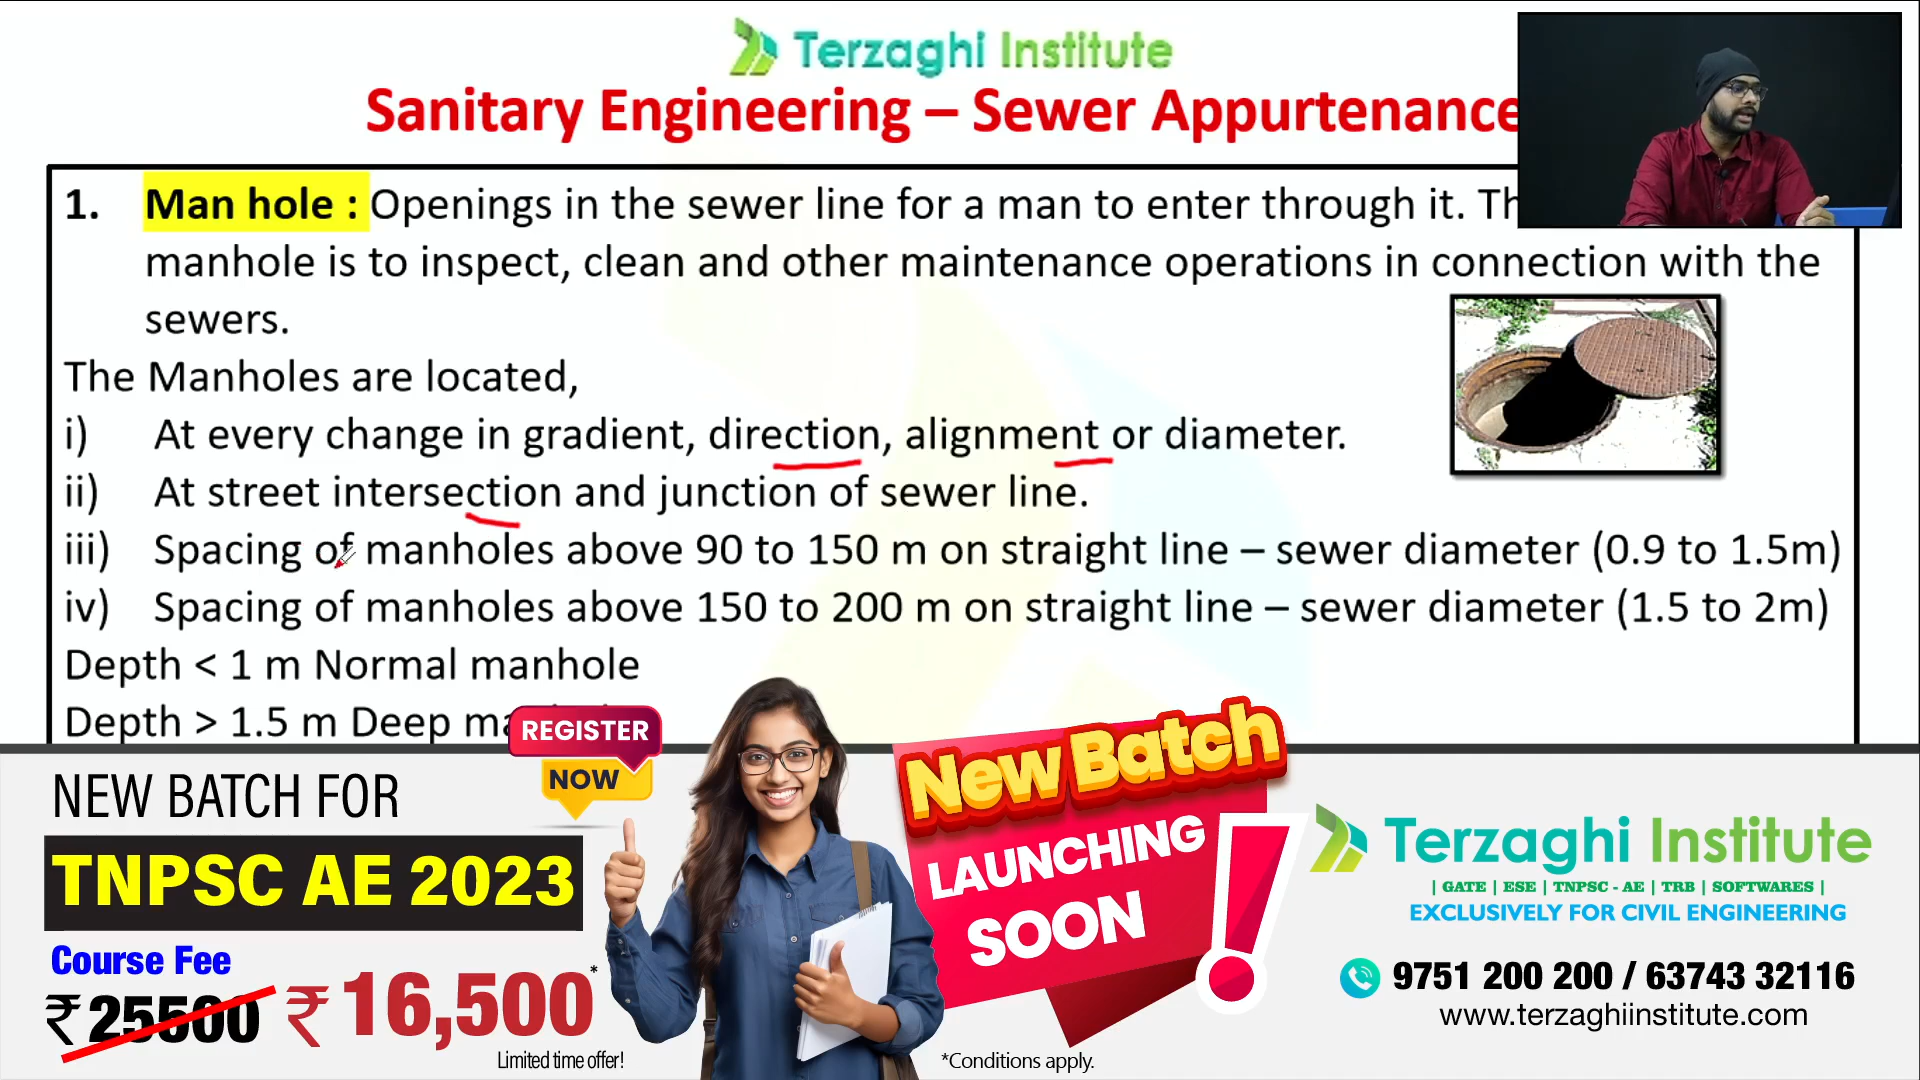 Terzaghi Institute
Sanitary Engineering – Sewer Appurtenance
1. Man hole : Openings in the sewer line for a man to enter through it.
manhole is to inspect, clean and other maintenance operations in connection with the
sewers.
The Manholes are located,
i) At every change in gradient, direction, alignment or diameter.
ii) At street intersection and junction of sewer line.
iii) Spacing of manholes above 90 to 150 m on straight line – sewer diameter (0.9 to 1.5m)
iv) Spacing of manholes above 150 to 200 m on straight line – sewer diameter (1.5 to 2m)
Depth < 1 m Normal manhole
Depth > 1.5 m Deep
REGISTER
NOW
NEW BATCH FOR
TNPSC AE 2023
Course Fee
₹ 25500 ₹ 16,500*
Limited time offer!
New Batch
LAUNCHING
SOON
!
*Conditions apply.
Terzaghi Institute
| GATE | ESE | TNPSC - AE | TRB | SOFTWARES |
EXCLUSIVELY FOR CIVIL ENGINEERING
9751 200 200 / 63743 32116
www.terzaghiinstitute.com